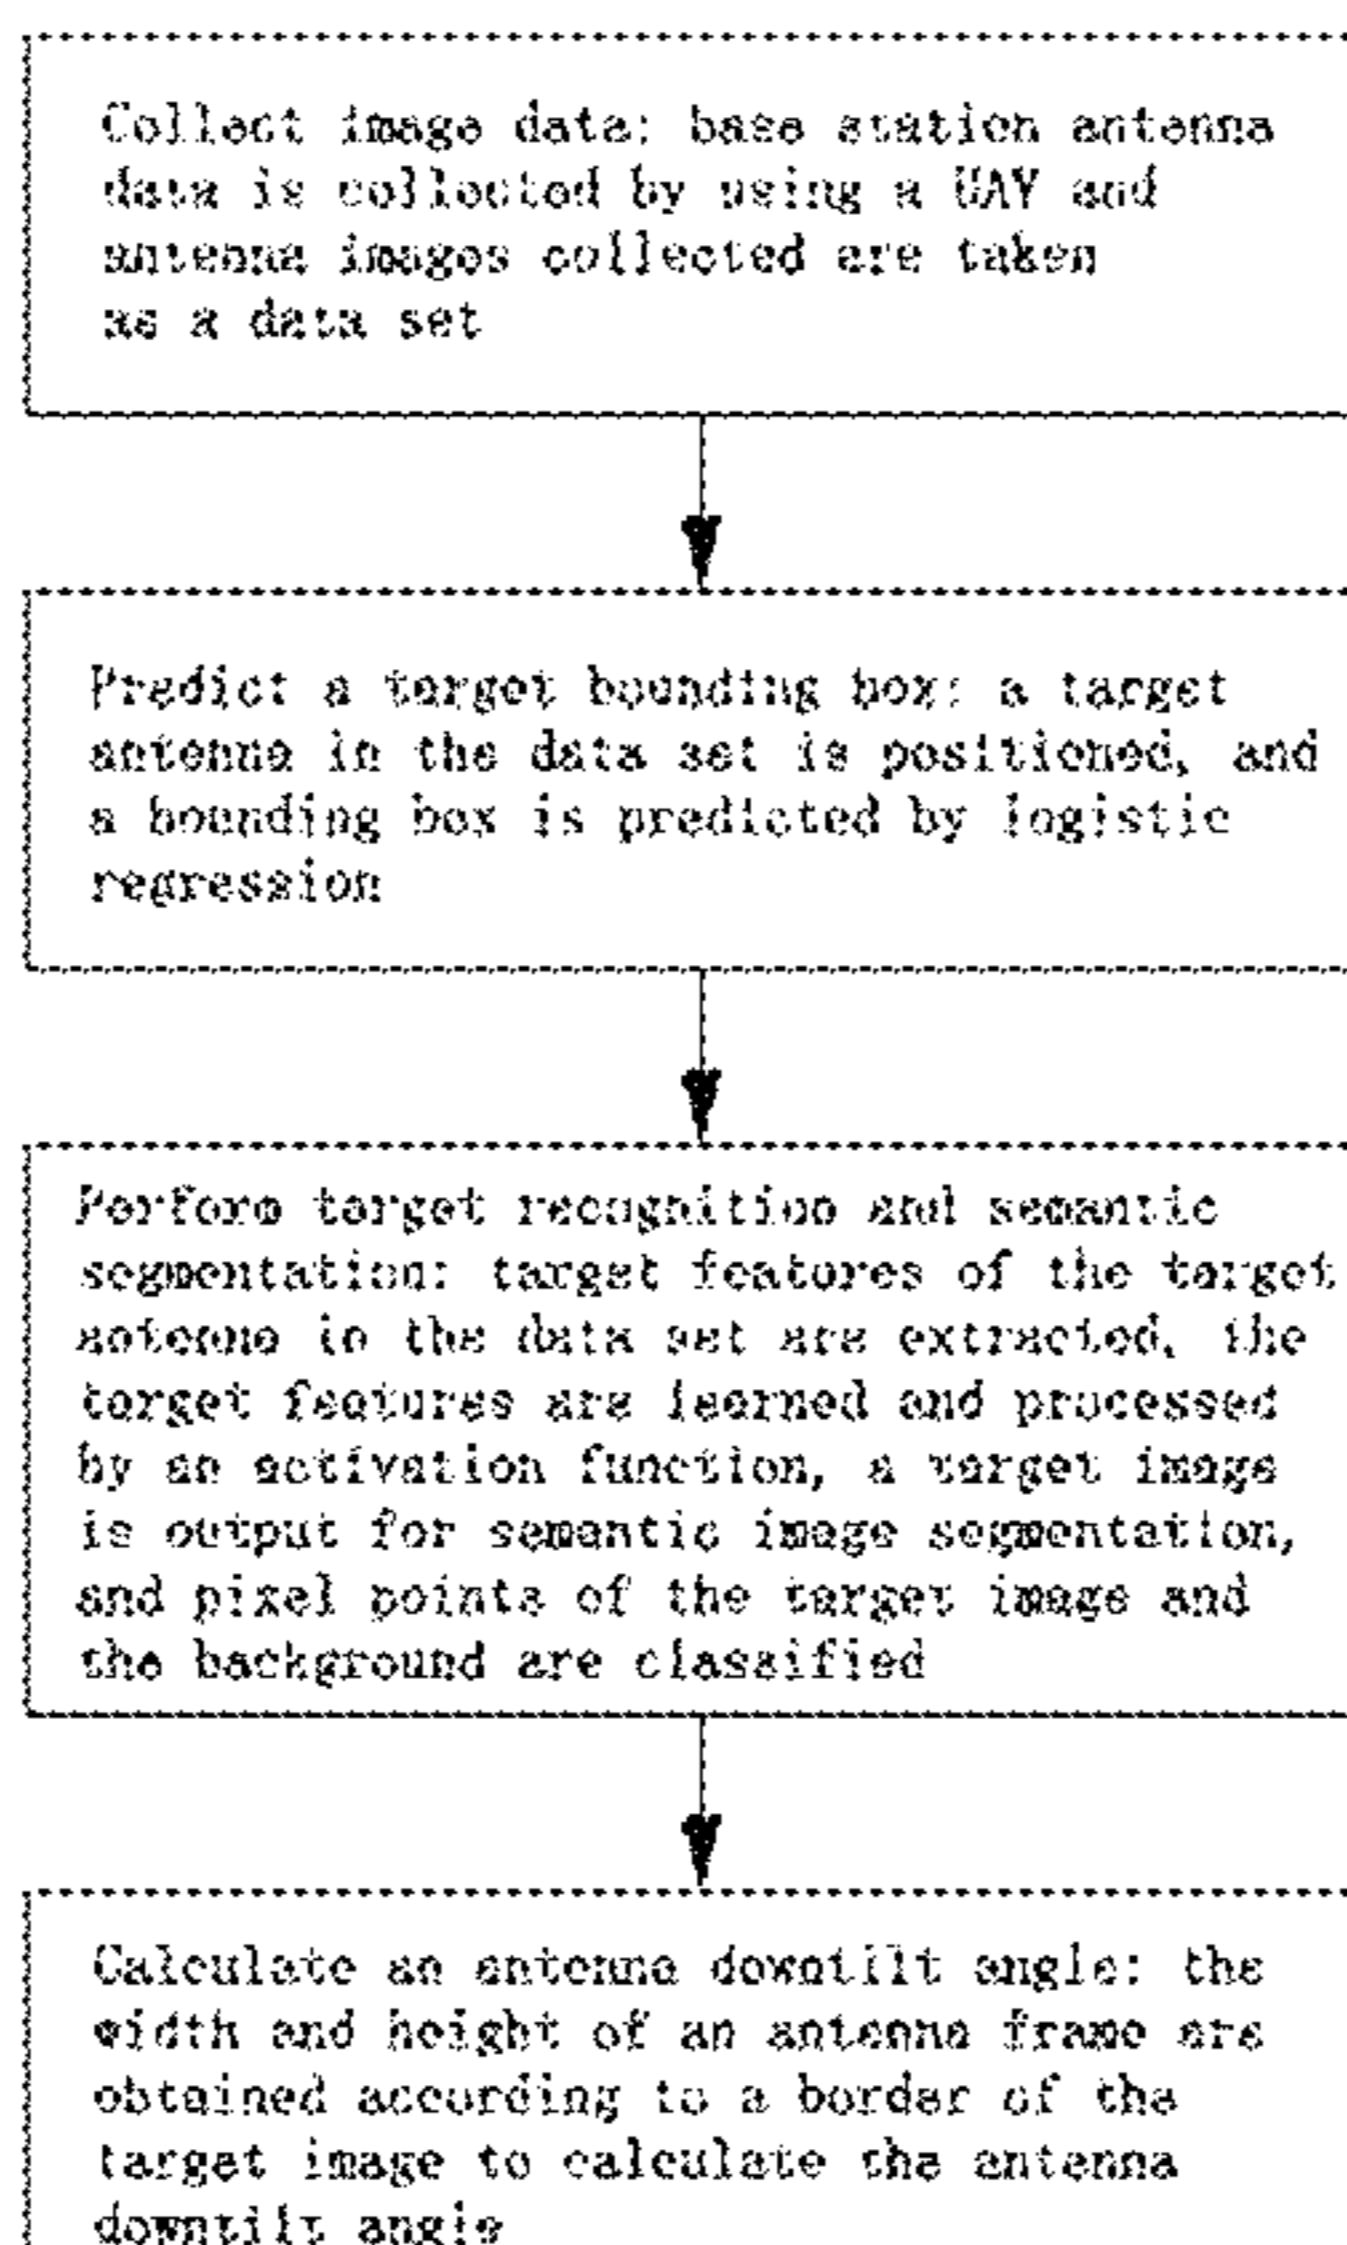 Collect image data: base station antenna
data is collected by using a UAV and
antenna images collected are taken
as a data set
Predict a target bounding box: a target
antenna in the data set is positioned, and
a bounding box is predicted by logistic
regression
Perform target recognition and semantic
segmentation: target features of the target
antenna in the data set are extracted, the
target features are learned and processed
by an activation function, a target image
is output for semantic image segmentation,
and pixel points of the target image and
the background are classified
Calculate an antenna downtilt angle: the
width and height of an antenna frame are
obtained according to a border of the
target image to calculate the antenna
downtilt angle